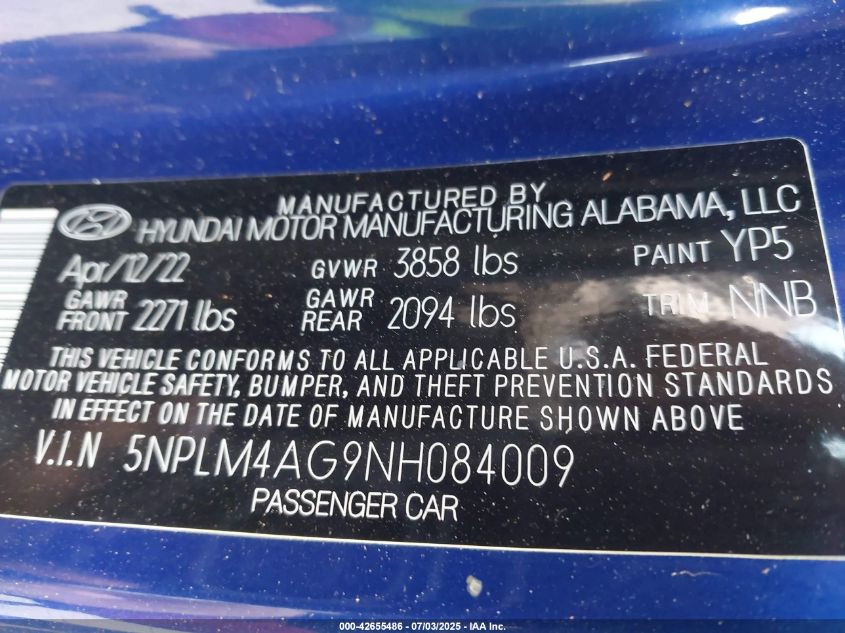 MANUFACTURED BY
HYUNDAI MOTOR MANUFACTURING ALABAMA, LLC
Apr/12/22 GVWR 3858 lbs PAINT YP5
GAWR FRONT 2271 lbs GAWR REAR 2094 lbs TRIM NNB
THIS VEHICLE CONFORMS TO ALL APPLICABLE U.S.A. FEDERAL
MOTOR VEHICLE SAFETY, BUMPER, AND THEFT PREVENTION STANDARDS
IN EFFECT ON THE DATE OF MANUFACTURE SHOWN ABOVE
V.I.N 5NPLM4AG9NH084009
PASSENGER CAR
000-42655486 - 07/03/2025 - IAA Inc.